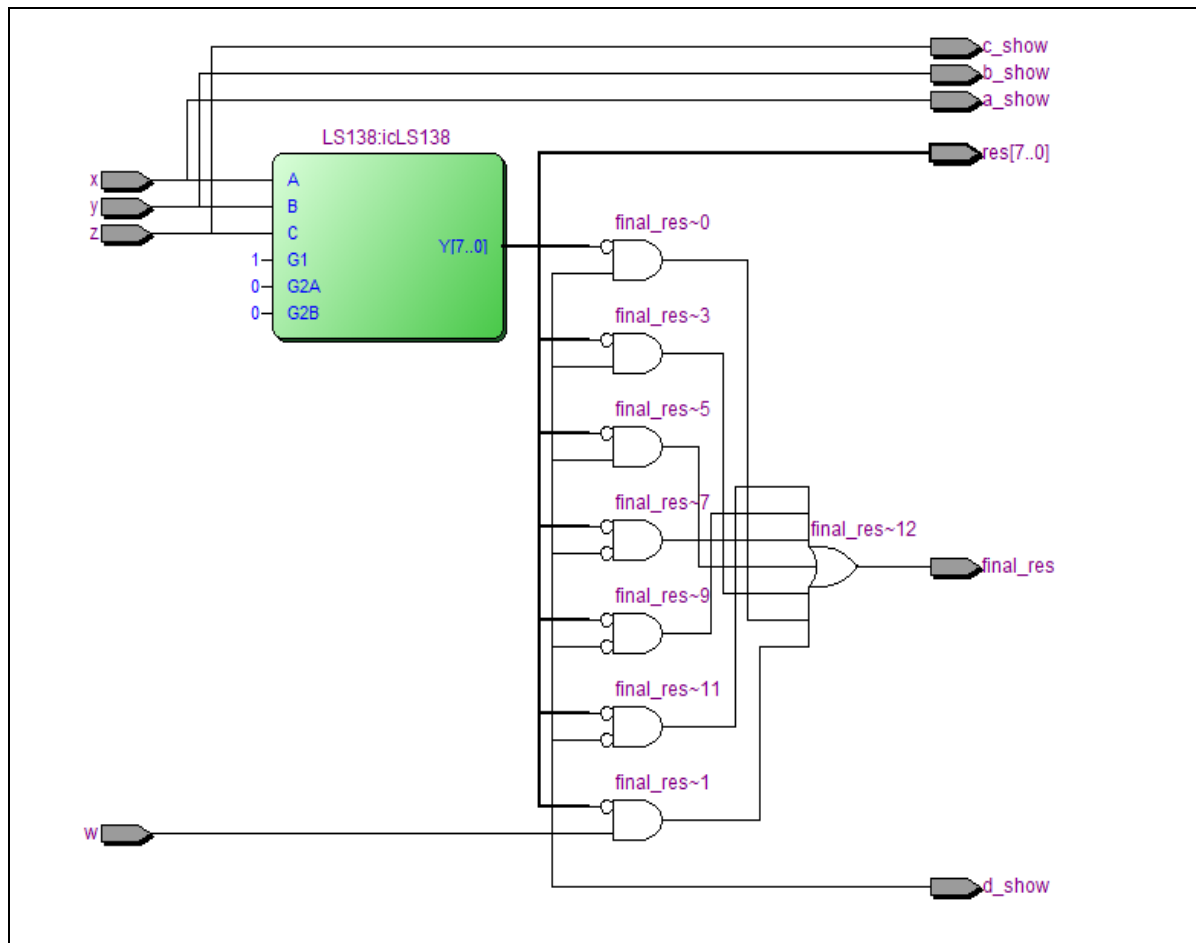 c_show
b_show
a_show
LS138:icLS138
res[7..0]
x
A
y
B
z
C
Y[7..0]
1
G1
0
G2A
0
G2B
final_res~0
final_res~3
final_res~5
final_res~7
final_res~12
final_res
final_res~9
final_res~11
final_res~1
w
d_show